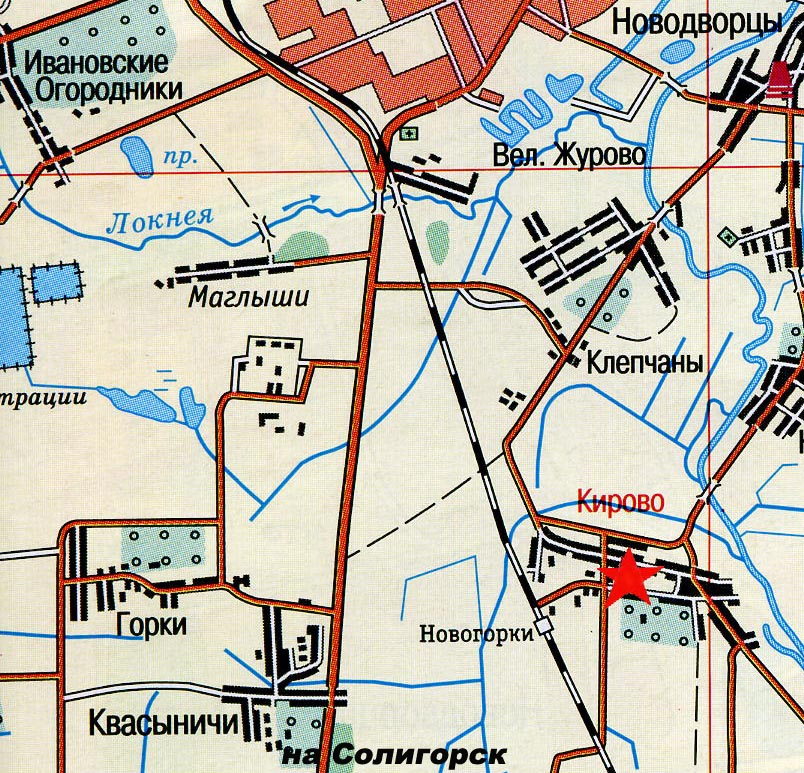 Новодворцы
Ивановские
Огородники
пр.
Вел. Журово
Локнея
Маглыши
Клепчаны
трации
Кирово
Горки
Новогорки
Квасыничи
на Солигорск